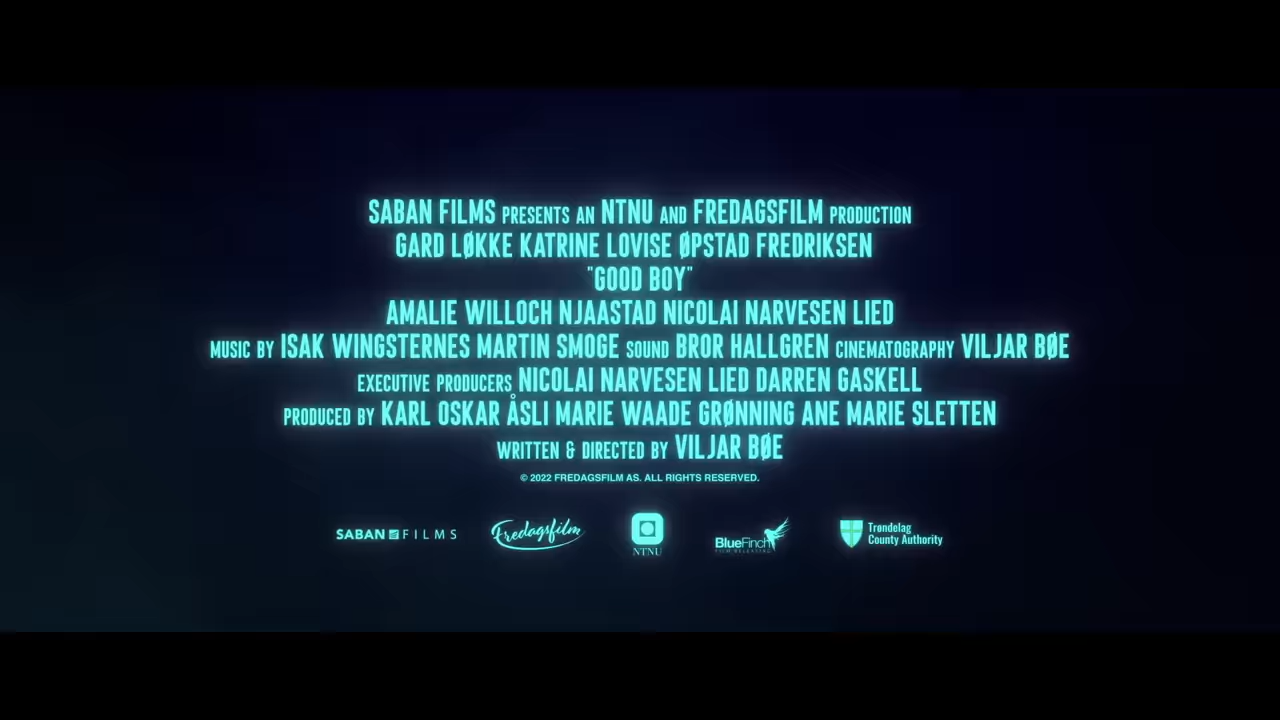 SABAN FILMS PRESENTS AN NTNU AND FREDAGSFILM PRODUCTION
GARD LØKKE KATRINE LOVISE ØPSTAD FREDRIKSEN
"GOOD BOY"
AMALIE WILLOCH NJAASTAD NICOLAI NARVESEN LIED
MUSIC BY ISAK WINGSTERNES MARTIN SMOGE SOUND BROR HALLGREN CINEMATOGRAPHY VILJAR BØE
EXECUTIVE PRODUCERS NICOLAI NARVESEN LIED DARREN GASKELL
PRODUCED BY KARL OSKAR ÅSLI MARIE WAADE GRØNNING ANE MARIE SLETTEN
WRITTEN & DIRECTED BY VILJAR BØE
© 2022 FREDAGSFILM AS. ALL RIGHTS RESERVED.
SABAN FILMS
Fredagsfilm
NTNU
BlueFinch
FILM RELEASING
Trøndelag
County Authority